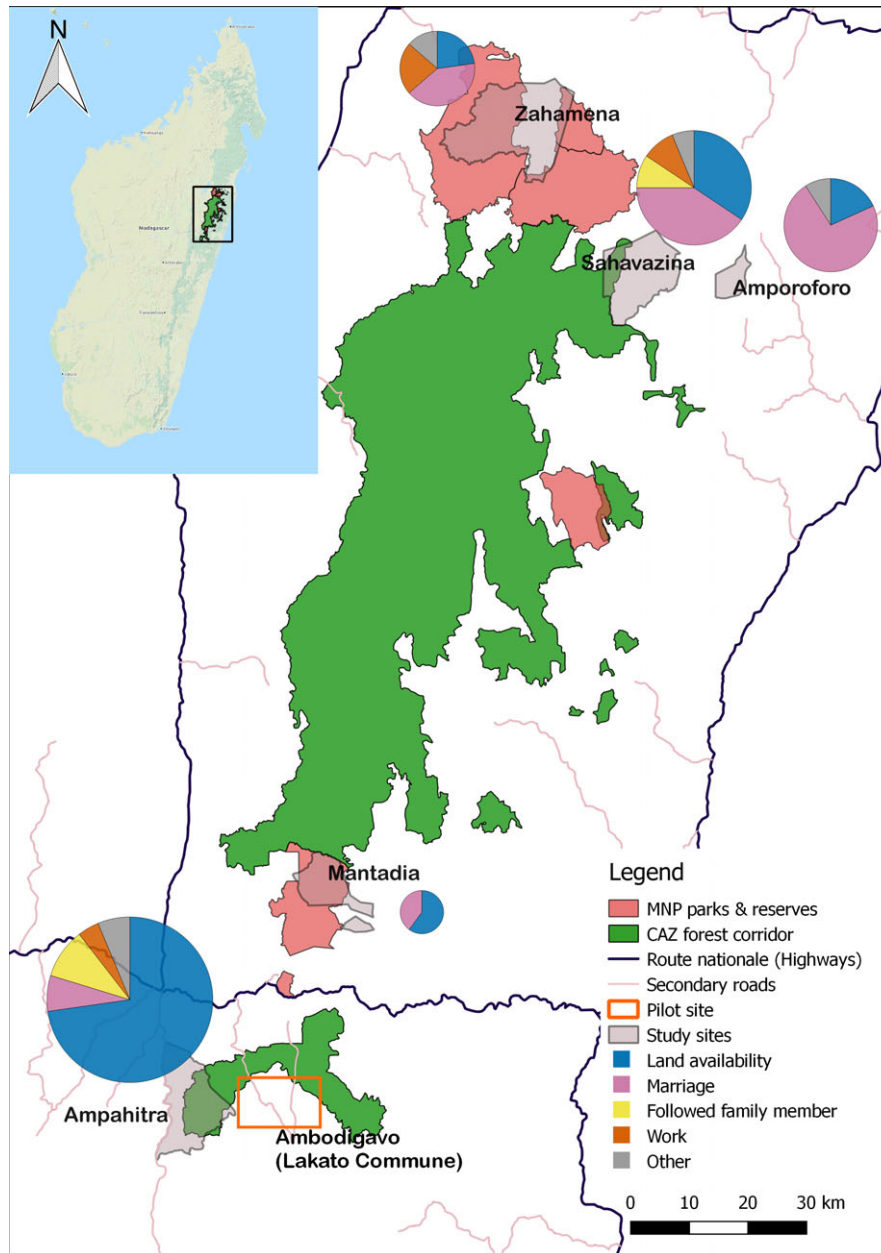 N
Madagascar
Zahamena
Sahavazina
Amporoforo
Mantadia
Ampahitra
Ambodigavo
(Lakato Commune)
Legend
MNP parks & reserves
CAZ forest corridor
Route nationale (Highways)
Secondary roads
Pilot site
Study sites
Land availability
Marriage
Followed family member
Work
Other
0 10 20 30 km